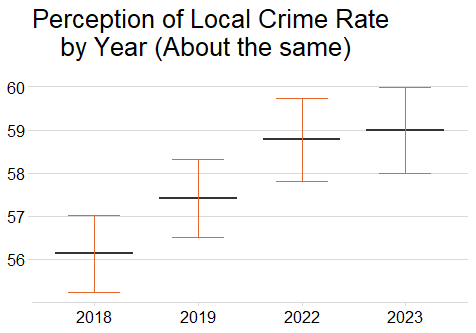 Perception of Local Crime Rate
by Year (About the same)
60
59
58
57
56
2018 2019 2022 2023